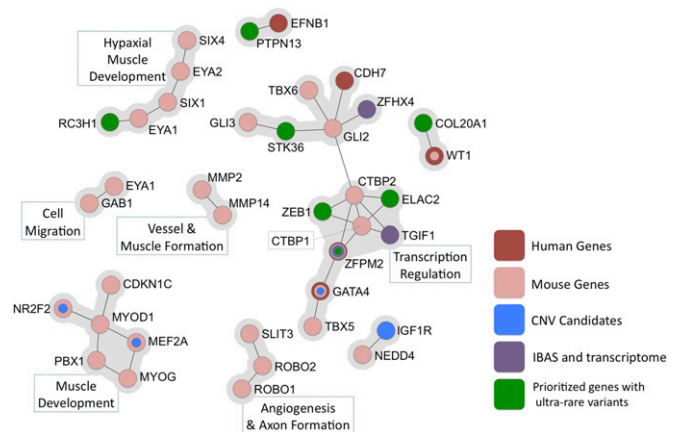 EFNB1
PTPN13
Hypaxial
Muscle
Development
SIX4
EYA2
SIX1
RC3H1
EYA1
CDH7
TBX6
ZFHX4
GLI3
GLI2
STK36
COL20A1
WT1
EYA1
GAB1
Cell
Migration
MMP2
MMP14
Vessel &
Muscle Formation
CTBP2
ELAC2
ZEB1
CTBP1
TGIF1
ZFPM2
Transcription
Regulation
GATA4
TBX5
IGF1R
NEDD4
CDKN1C
NR2F2
MYOD1
MEF2A
PBX1
MYOG
Muscle
Development
SLIT3
ROBO2
ROBO1
Angiogenesis
& Axon Formation
Human Genes
Mouse Genes
CNV Candidates
IBAS and transcriptome
Prioritized genes with
ultra-rare variants